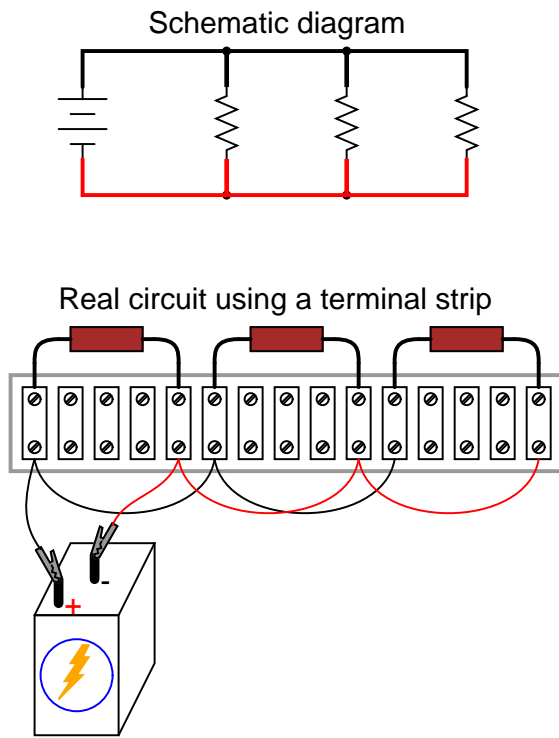 Schematic diagram
Real circuit using a terminal strip
-
+